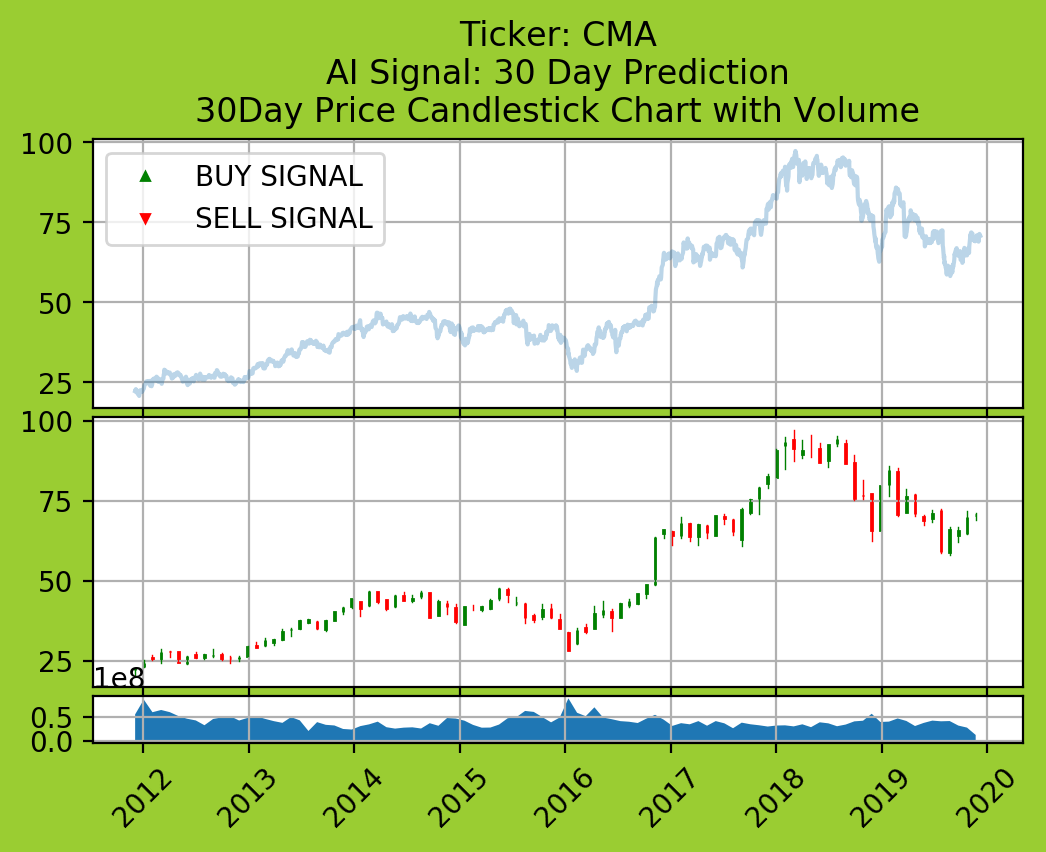 Ticker: CMA
AI Signal: 30 Day Prediction
30Day Price Candlestick Chart with Volume
100
BUY SIGNAL
SELL SIGNAL
75
50
25
100
75
50
25
1e8
0.5
0.0
2012 2013 2014 2015 2016 2017 2018 2019 2020